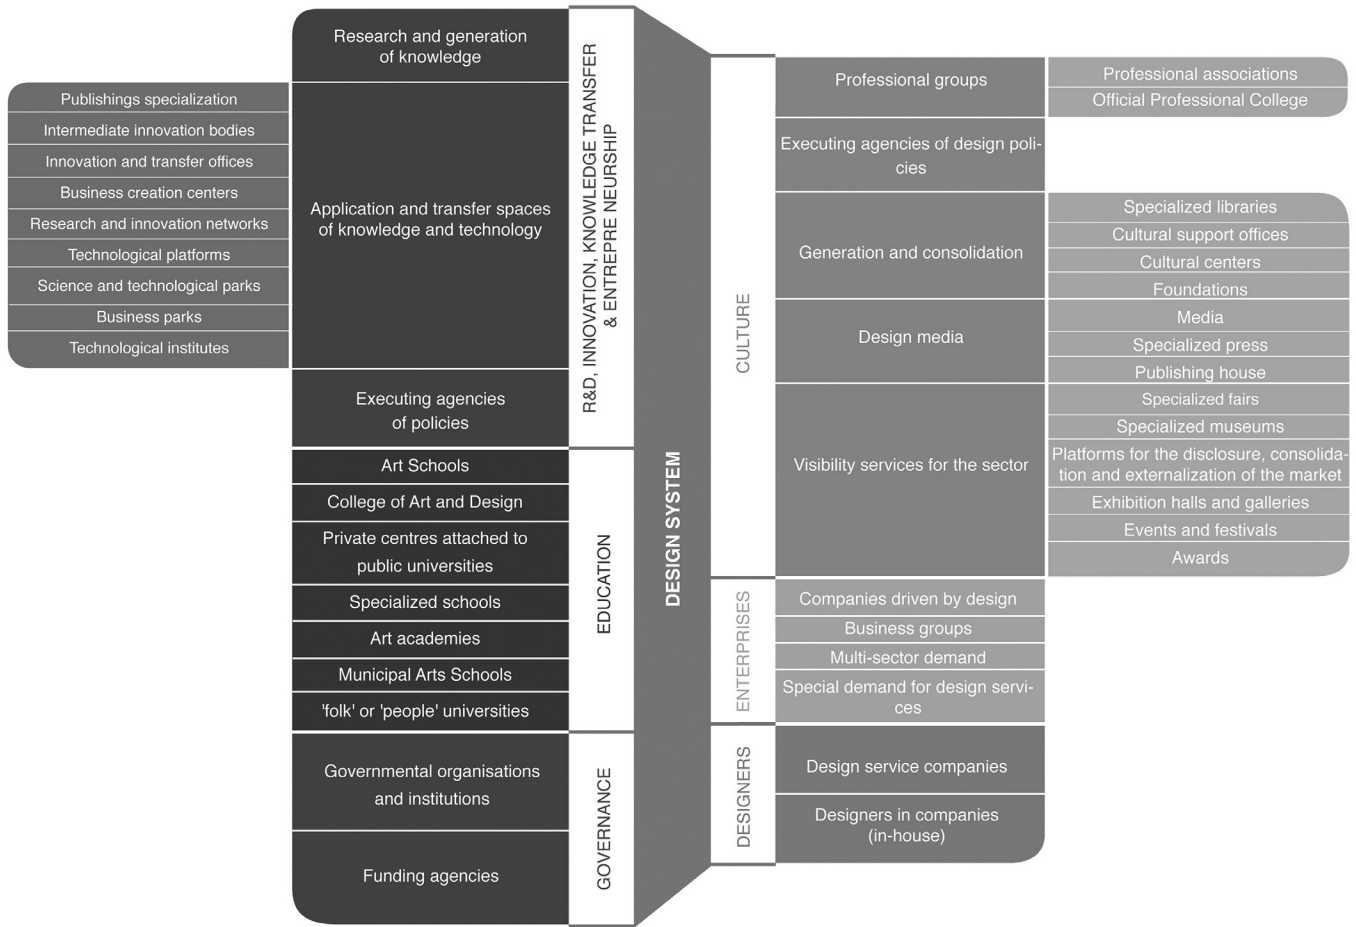 Research and generation
of knowledge
Publishings specialization
Intermediate innovation bodies
Innovation and transfer offices
Business creation centers
Research and innovation networks
Technological platforms
Science and technological parks
Business parks
Technological institutes
Application and transfer spaces
of knowledge and technology
Executing agencies
of policies
R&D, INNOVATION, KNOWLEDGE TRANSFER
& ENTREPRE NEURSHIP
Art Schools
College of Art and Design
Private centres attached to
public universities
Specialized schools
Art academies
Municipal Arts Schools
'folk' or 'people' universities
EDUCATION
Governmental organisations
and institutions
Funding agencies
GOVERNANCE
DESIGN SYSTEM
CULTURE
Professional groups
Professional associations
Official Professional College
Executing agencies of design poli-
cies
Generation and consolidation
Specialized libraries
Cultural support offices
Cultural centers
Foundations
Design media
Media
Specialized press
Publishing house
Visibility services for the sector
Specialized fairs
Specialized museums
Platforms for the disclosure, consolida-
tion and externalization of the market
Exhibition halls and galleries
Events and festivals
Awards
ENTERPRISES
Companies driven by design
Business groups
Multi-sector demand
Special demand for design servi-
ces
DESIGNERS
Design service companies
Designers in companies
(in-house)